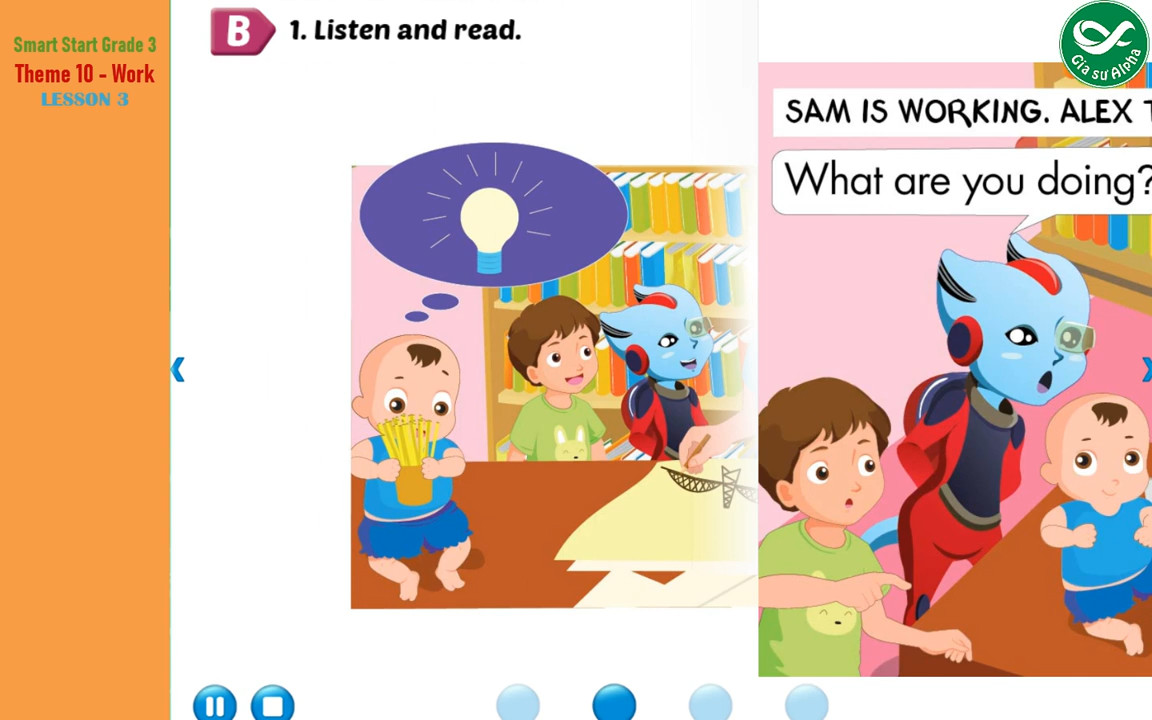 Smart Start Grade 3
Theme 10 - Work
LESSON 3
B
1. Listen and read.
Gia sư Alpha
SAM IS WORKING. ALEX
What are you doing?